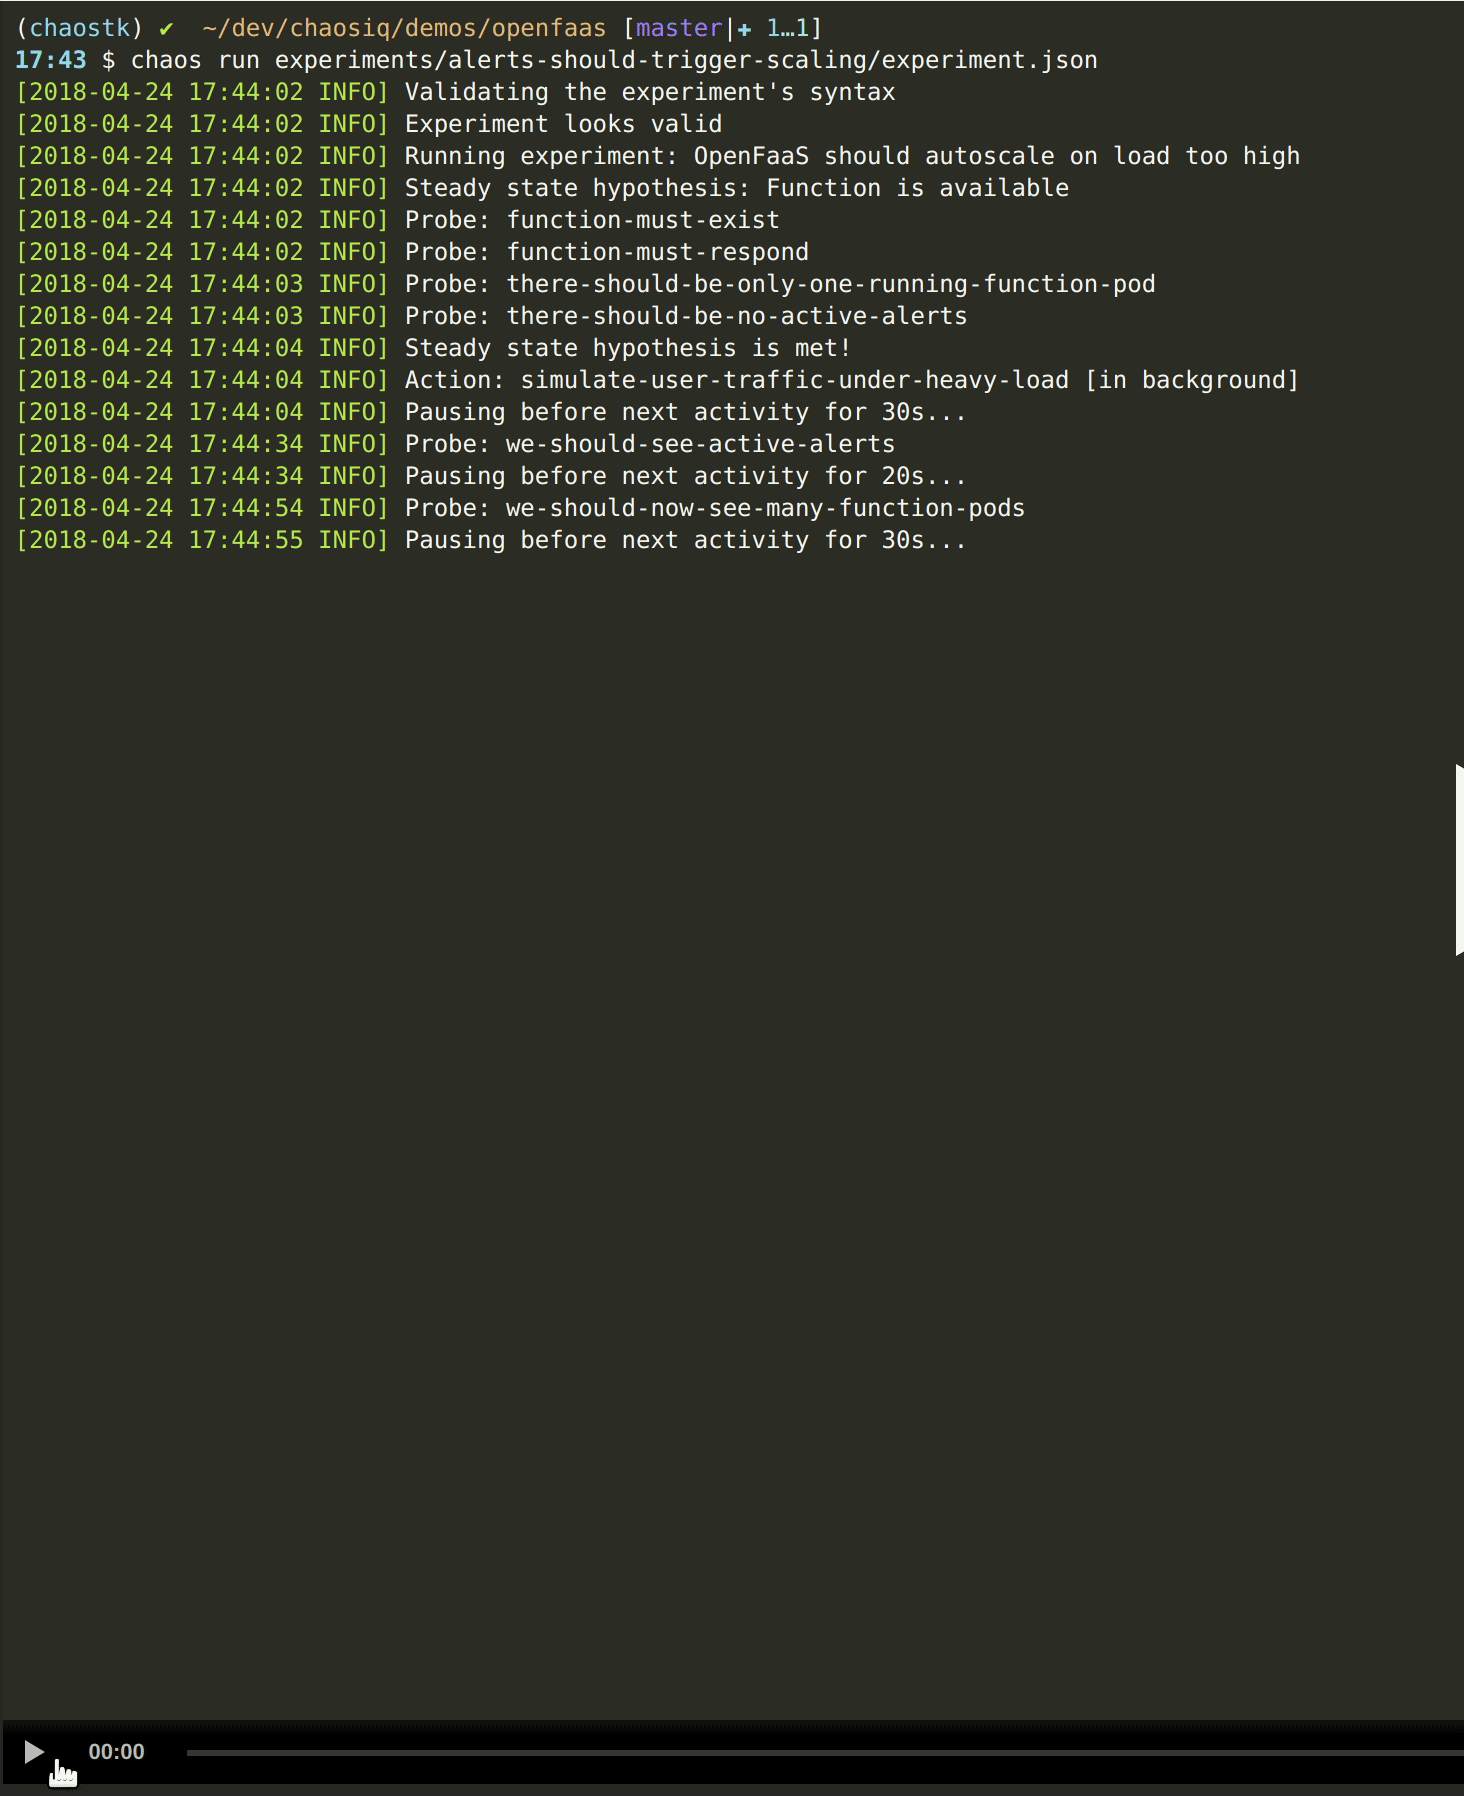 (chaostk) ✔ ~/dev/chaosiq/demos/openfaas [master|✚ 1…1]
17:43 $ chaos run experiments/alerts-should-trigger-scaling/experiment.json
[2018-04-24 17:44:02 INFO] Validating the experiment's syntax
[2018-04-24 17:44:02 INFO] Experiment looks valid
[2018-04-24 17:44:02 INFO] Running experiment: OpenFaaS should autoscale on load too high
[2018-04-24 17:44:02 INFO] Steady state hypothesis: Function is available
[2018-04-24 17:44:02 INFO] Probe: function-must-exist
[2018-04-24 17:44:02 INFO] Probe: function-must-respond
[2018-04-24 17:44:03 INFO] Probe: there-should-be-only-one-running-function-pod
[2018-04-24 17:44:03 INFO] Probe: there-should-be-no-active-alerts
[2018-04-24 17:44:04 INFO] Steady state hypothesis is met!
[2018-04-24 17:44:04 INFO] Action: simulate-user-traffic-under-heavy-load [in background]
[2018-04-24 17:44:04 INFO] Pausing before next activity for 30s...
[2018-04-24 17:44:34 INFO] Probe: we-should-see-active-alerts
[2018-04-24 17:44:34 INFO] Pausing before next activity for 20s...
[2018-04-24 17:44:54 INFO] Probe: we-should-now-see-many-function-pods
[2018-04-24 17:44:55 INFO] Pausing before next activity for 30s...
00:00